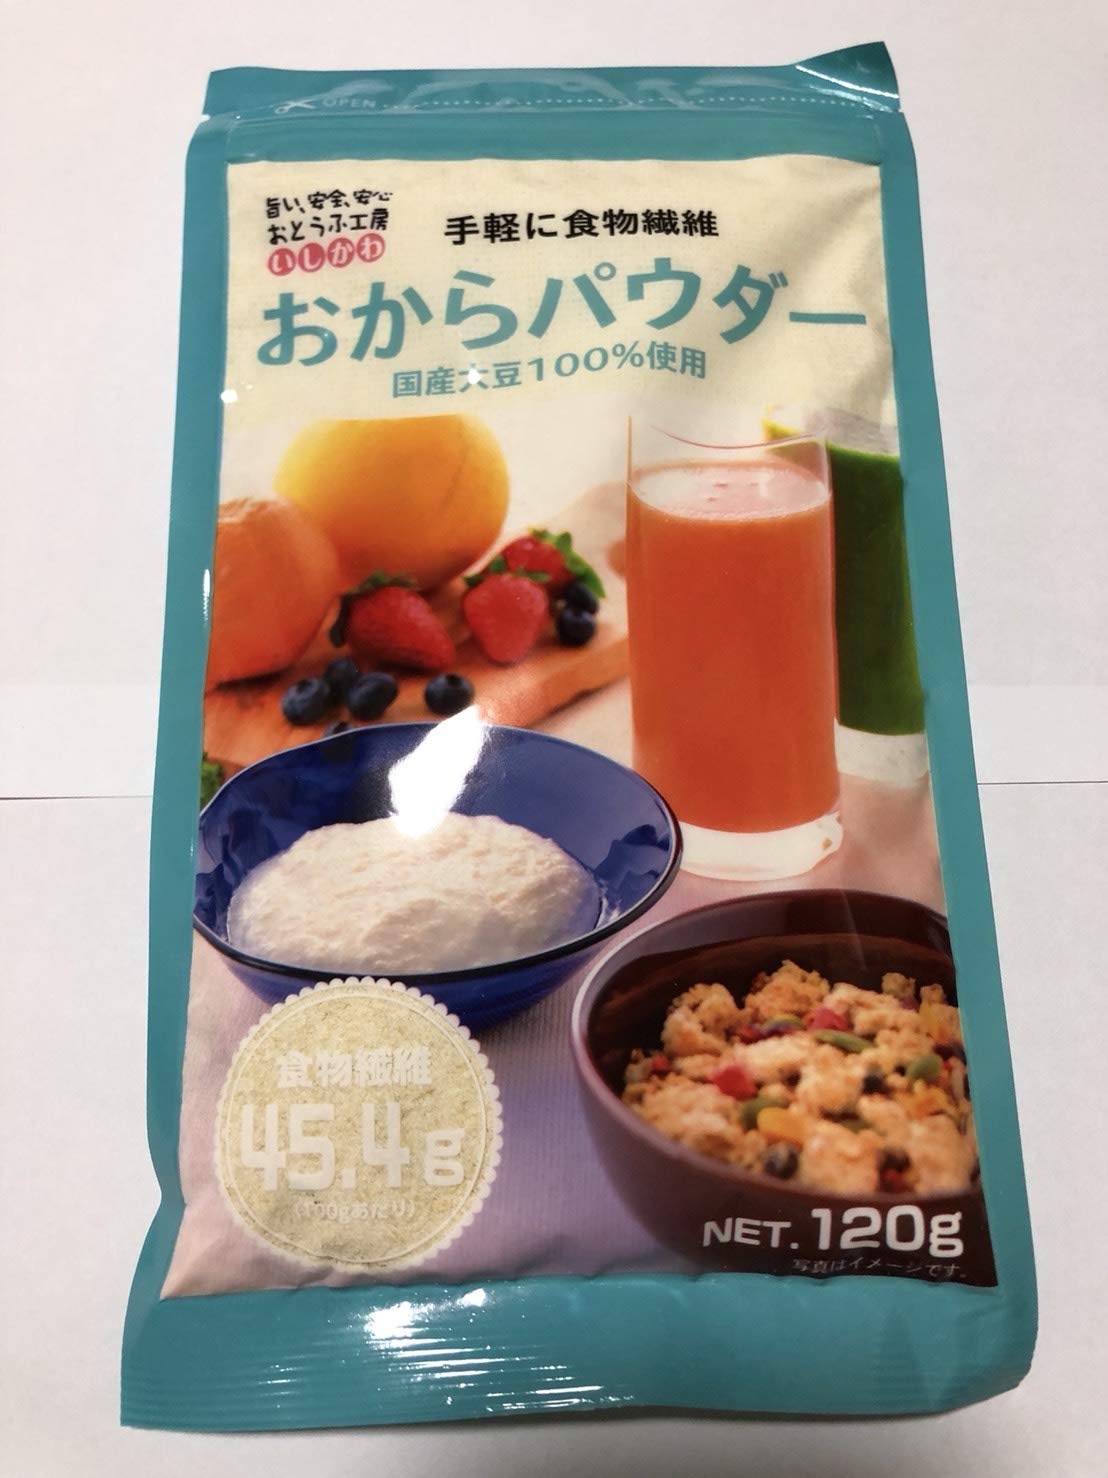 OPEN
旨い、安全、安心
おとうふ工房
いしかわ
手軽に食物繊維
おからパウダー
国産大豆100％使用
食物繊維
45.4g
(100gあたり)
NET. 120g
写真はイメージです。